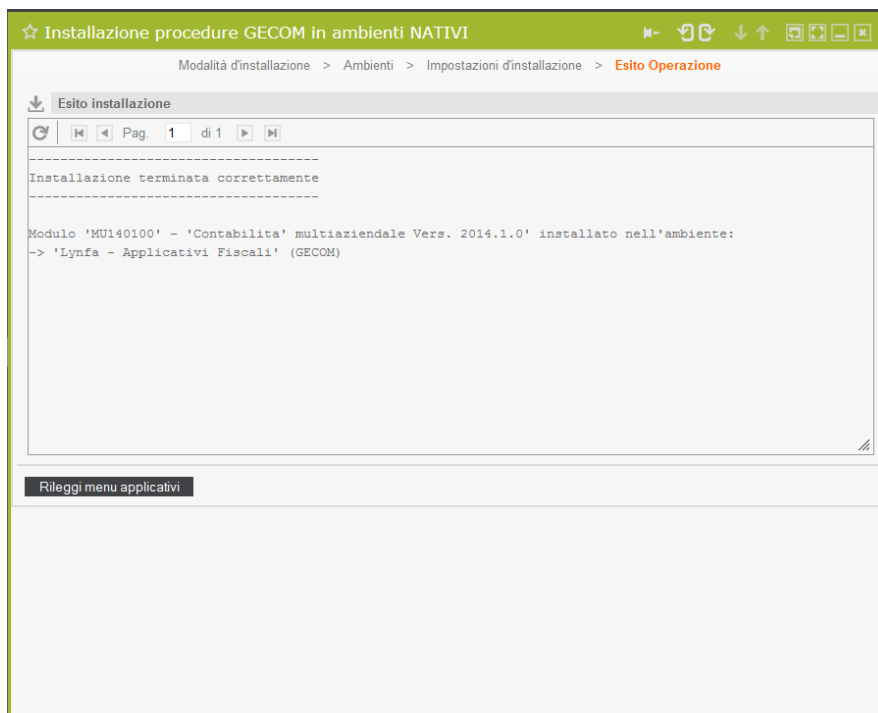 Installazione procedure GECOM in ambienti NATIVI
Modalità d'installazione > Ambienti > Impostazioni d'installazione > Esito Operazione
Esito installazione
Pag. 1 di 1
-------------------------------------
Installazione terminata correttamente
-------------------------------------
Modulo 'MU140100' - 'Contabilita' multiaziendale Vers. 2014.1.0' installato nell'ambiente:
-> 'Lynfa - Applicativi Fiscali' (GECOM)
Rileggi menu applicativi